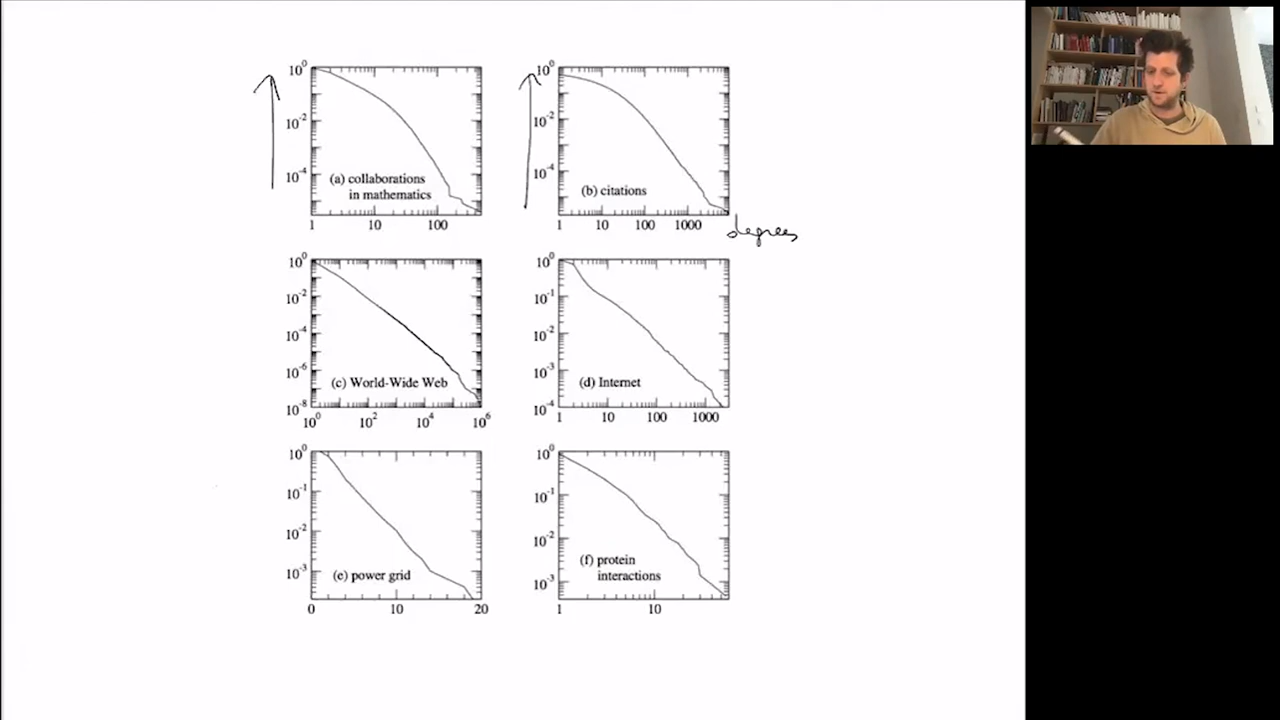 10^0 10^-2 10^-4
(a) collaborations
in mathematics
1 10 100
10^0 10^-2 10^-4
(b) citations
1 10 100 1000
degrees
10^0 10^-2 10^-4 10^-6 10^-8
(c) World-Wide Web
10^0 10^2 10^4 10^6
10^0 10^-1 10^-2 10^-3 10^-4
(d) Internet
1 10 100 1000
10^0 10^-1 10^-2 10^-3
(e) power grid
0 10 20
10^0 10^-1 10^-2 10^-3
(f) protein
interactions
1 10